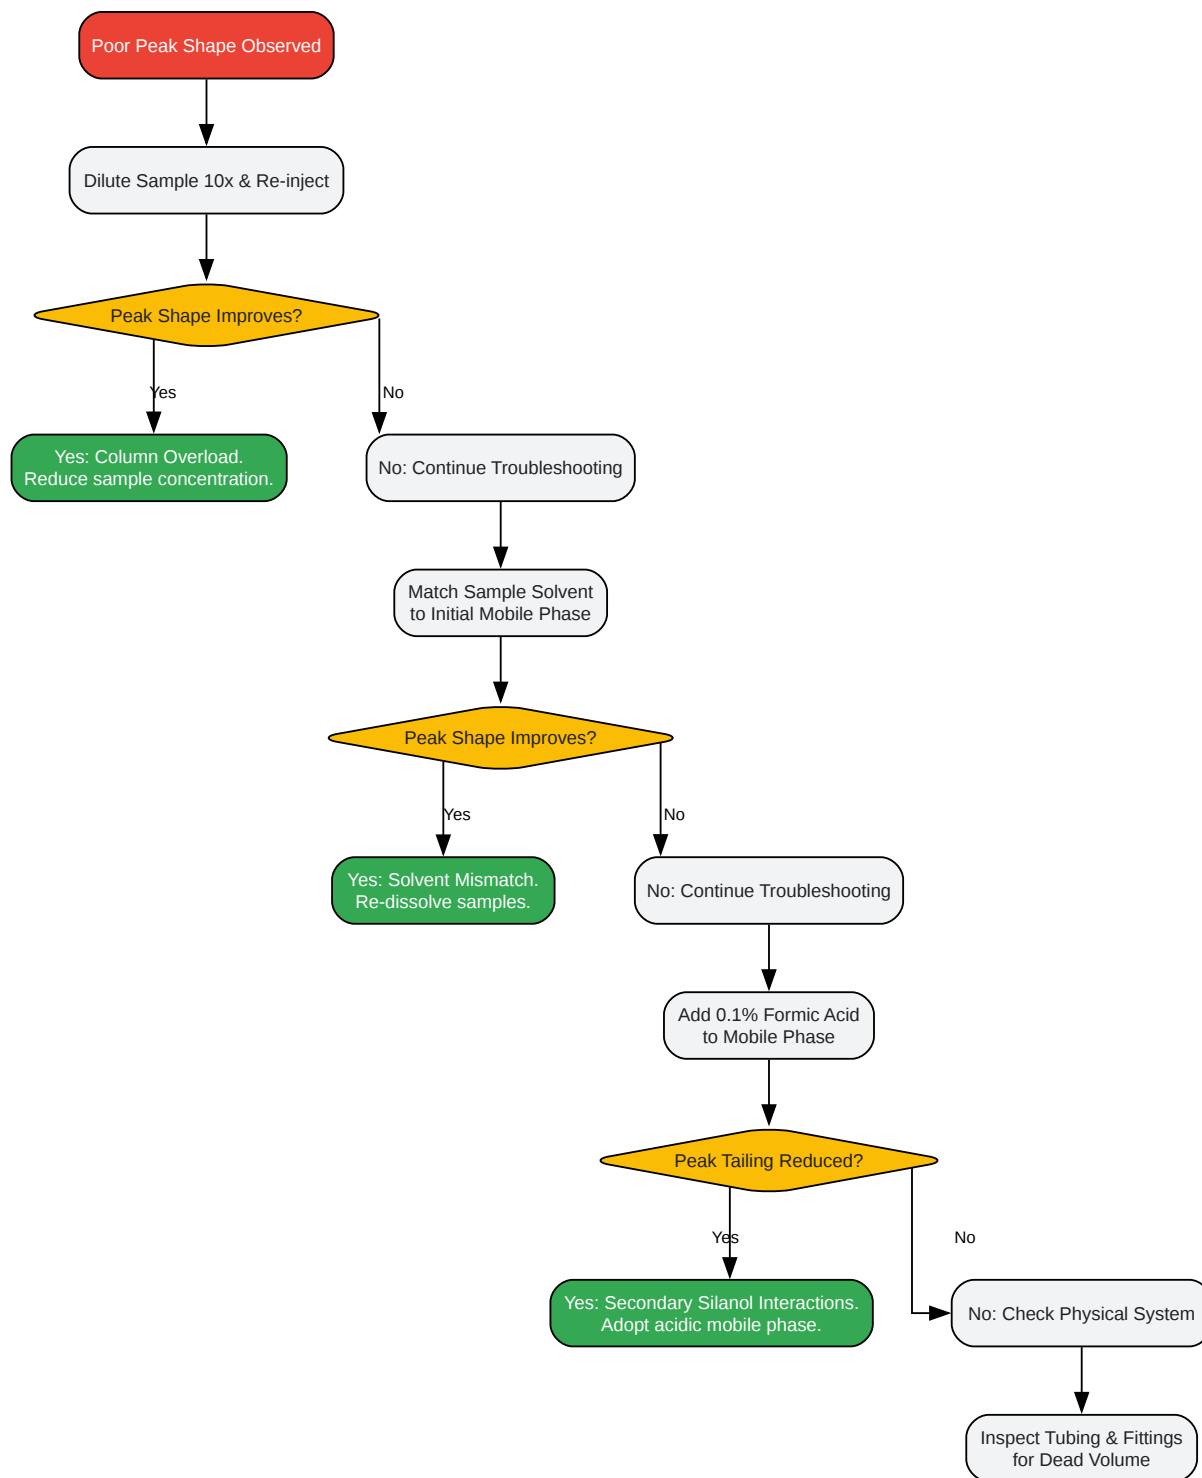 Poor Peak Shape Observed
Dilute Sample 10x & Re-inject
Peak Shape Improves?
Yes
No
Yes: Column Overload.
Reduce sample concentration.
No: Continue Troubleshooting
Match Sample Solvent
to Initial Mobile Phase
Peak Shape Improves?
Yes
No
Yes: Solvent Mismatch.
Re-dissolve samples.
No: Continue Troubleshooting
Add 0.1% Formic Acid
to Mobile Phase
Peak Tailing Reduced?
Yes
No
Yes: Secondary Silanol Interactions.
Adopt acidic mobile phase.
No: Check Physical System
Inspect Tubing & Fittings
for Dead Volume